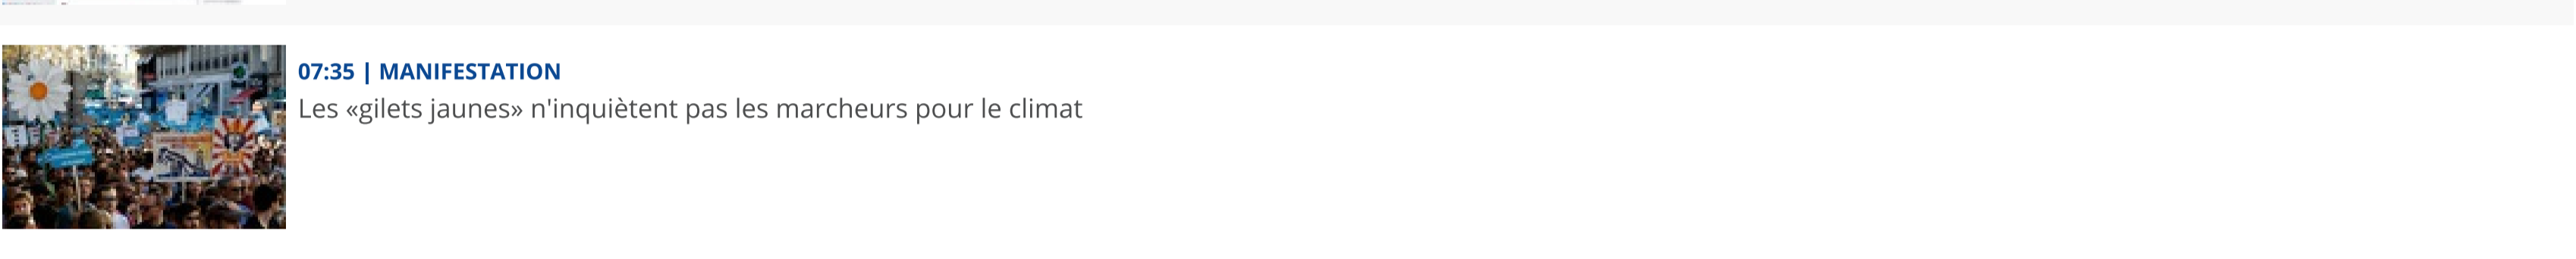 07:35 | MANIFESTATION
Les «gilets jaunes» n'inquiètent pas les marcheurs pour le climat